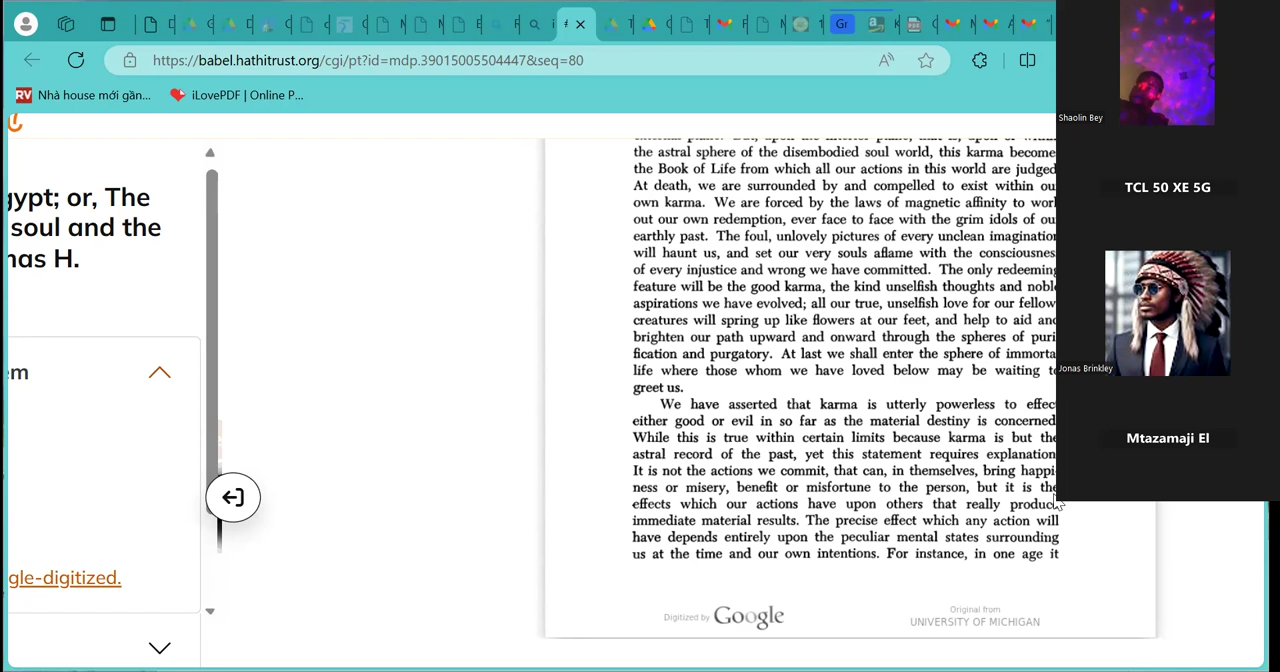 https://babel.hathitrust.org/cgi/pt?id=mdp.39015005504447&seq=80
Nhà house mới gần...
iLovePDF | Online P...
gypt; or, The
soul and the
nas H.
em
gle-digitized.
the astral sphere of the disembodied soul world, this karma become
the Book of Life from which all our actions in this world are judged
At death, we are surrounded by and compelled to exist within ou
own karma. We are forced by the laws of magnetic affinity to worl
out our own redemption, ever face to face with the grim idols of ou
earthly past. The foul, unlovely pictures of every unclean imagination
will haunt us, and set our very souls aflame with the consciousnes
of every injustice and wrong we have committed. The only redeeming
feature will be the good karma, the kind unselfish thoughts and noble
aspirations we have evolved; all our true, unselfish love for our fellow
creatures will spring up like flowers at our feet, and help to aid and
brighten our path upward and onward through the spheres of puri
fication and purgatory. At last we shall enter the sphere of immorta
life where those whom we have loved below may be waiting to
greet us.
We have asserted that karma is utterly powerless to effec
either good or evil in so far as the material destiny is concerned
While this is true within certain limits because karma is but the
astral record of the past, yet this statement requires explanation
It is not the actions we commit, that can, in themselves, bring happi
ness or misery, benefit or misfortune to the person, but it is the
effects which our actions have upon others that really produc
immediate material results. The precise effect which any action will
have depends entirely upon the peculiar mental states surrounding
us at the time and our own intentions. For instance, in one age it
Digitized by Google
Original from
UNIVERSITY OF MICHIGAN
Shaolin Bey
TCL 50 XE 5G
Jonas Brinkley
Mtazamaji El